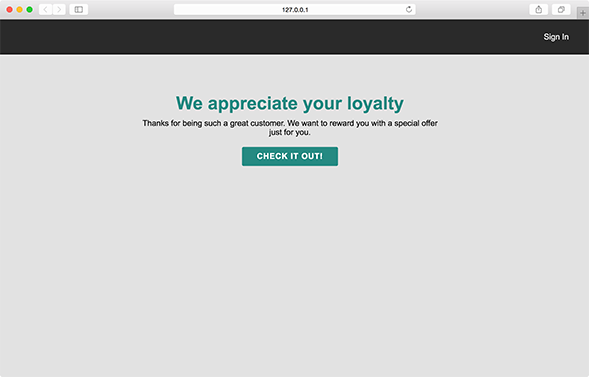 127.0.0.1
Sign In
We appreciate your loyalty
Thanks for being such a great customer. We want to reward you with a special offer
just for you.
CHECK IT OUT!